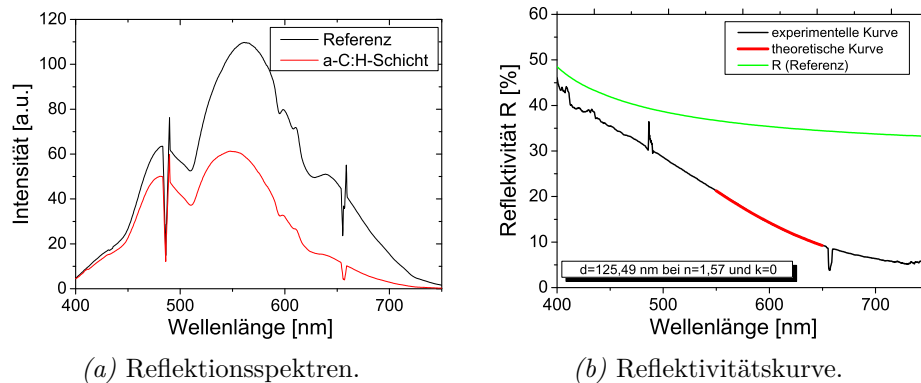 120
100
80
60
40
20
0
400
500
600
700
Intensität [a.u.]
Wellenlänge [nm]
Referenz
a-C:H-Schicht
60
50
40
30
20
10
0
400
500
600
700
Reflektivität R [%]
Wellenlänge [nm]
experimentelle Kurve
theoretische Kurve
R (Referenz)
d=125,49 nm bei n=1,57 und k=0
(a) Reflektionsspektren.
(b) Reflektivitätskurve.